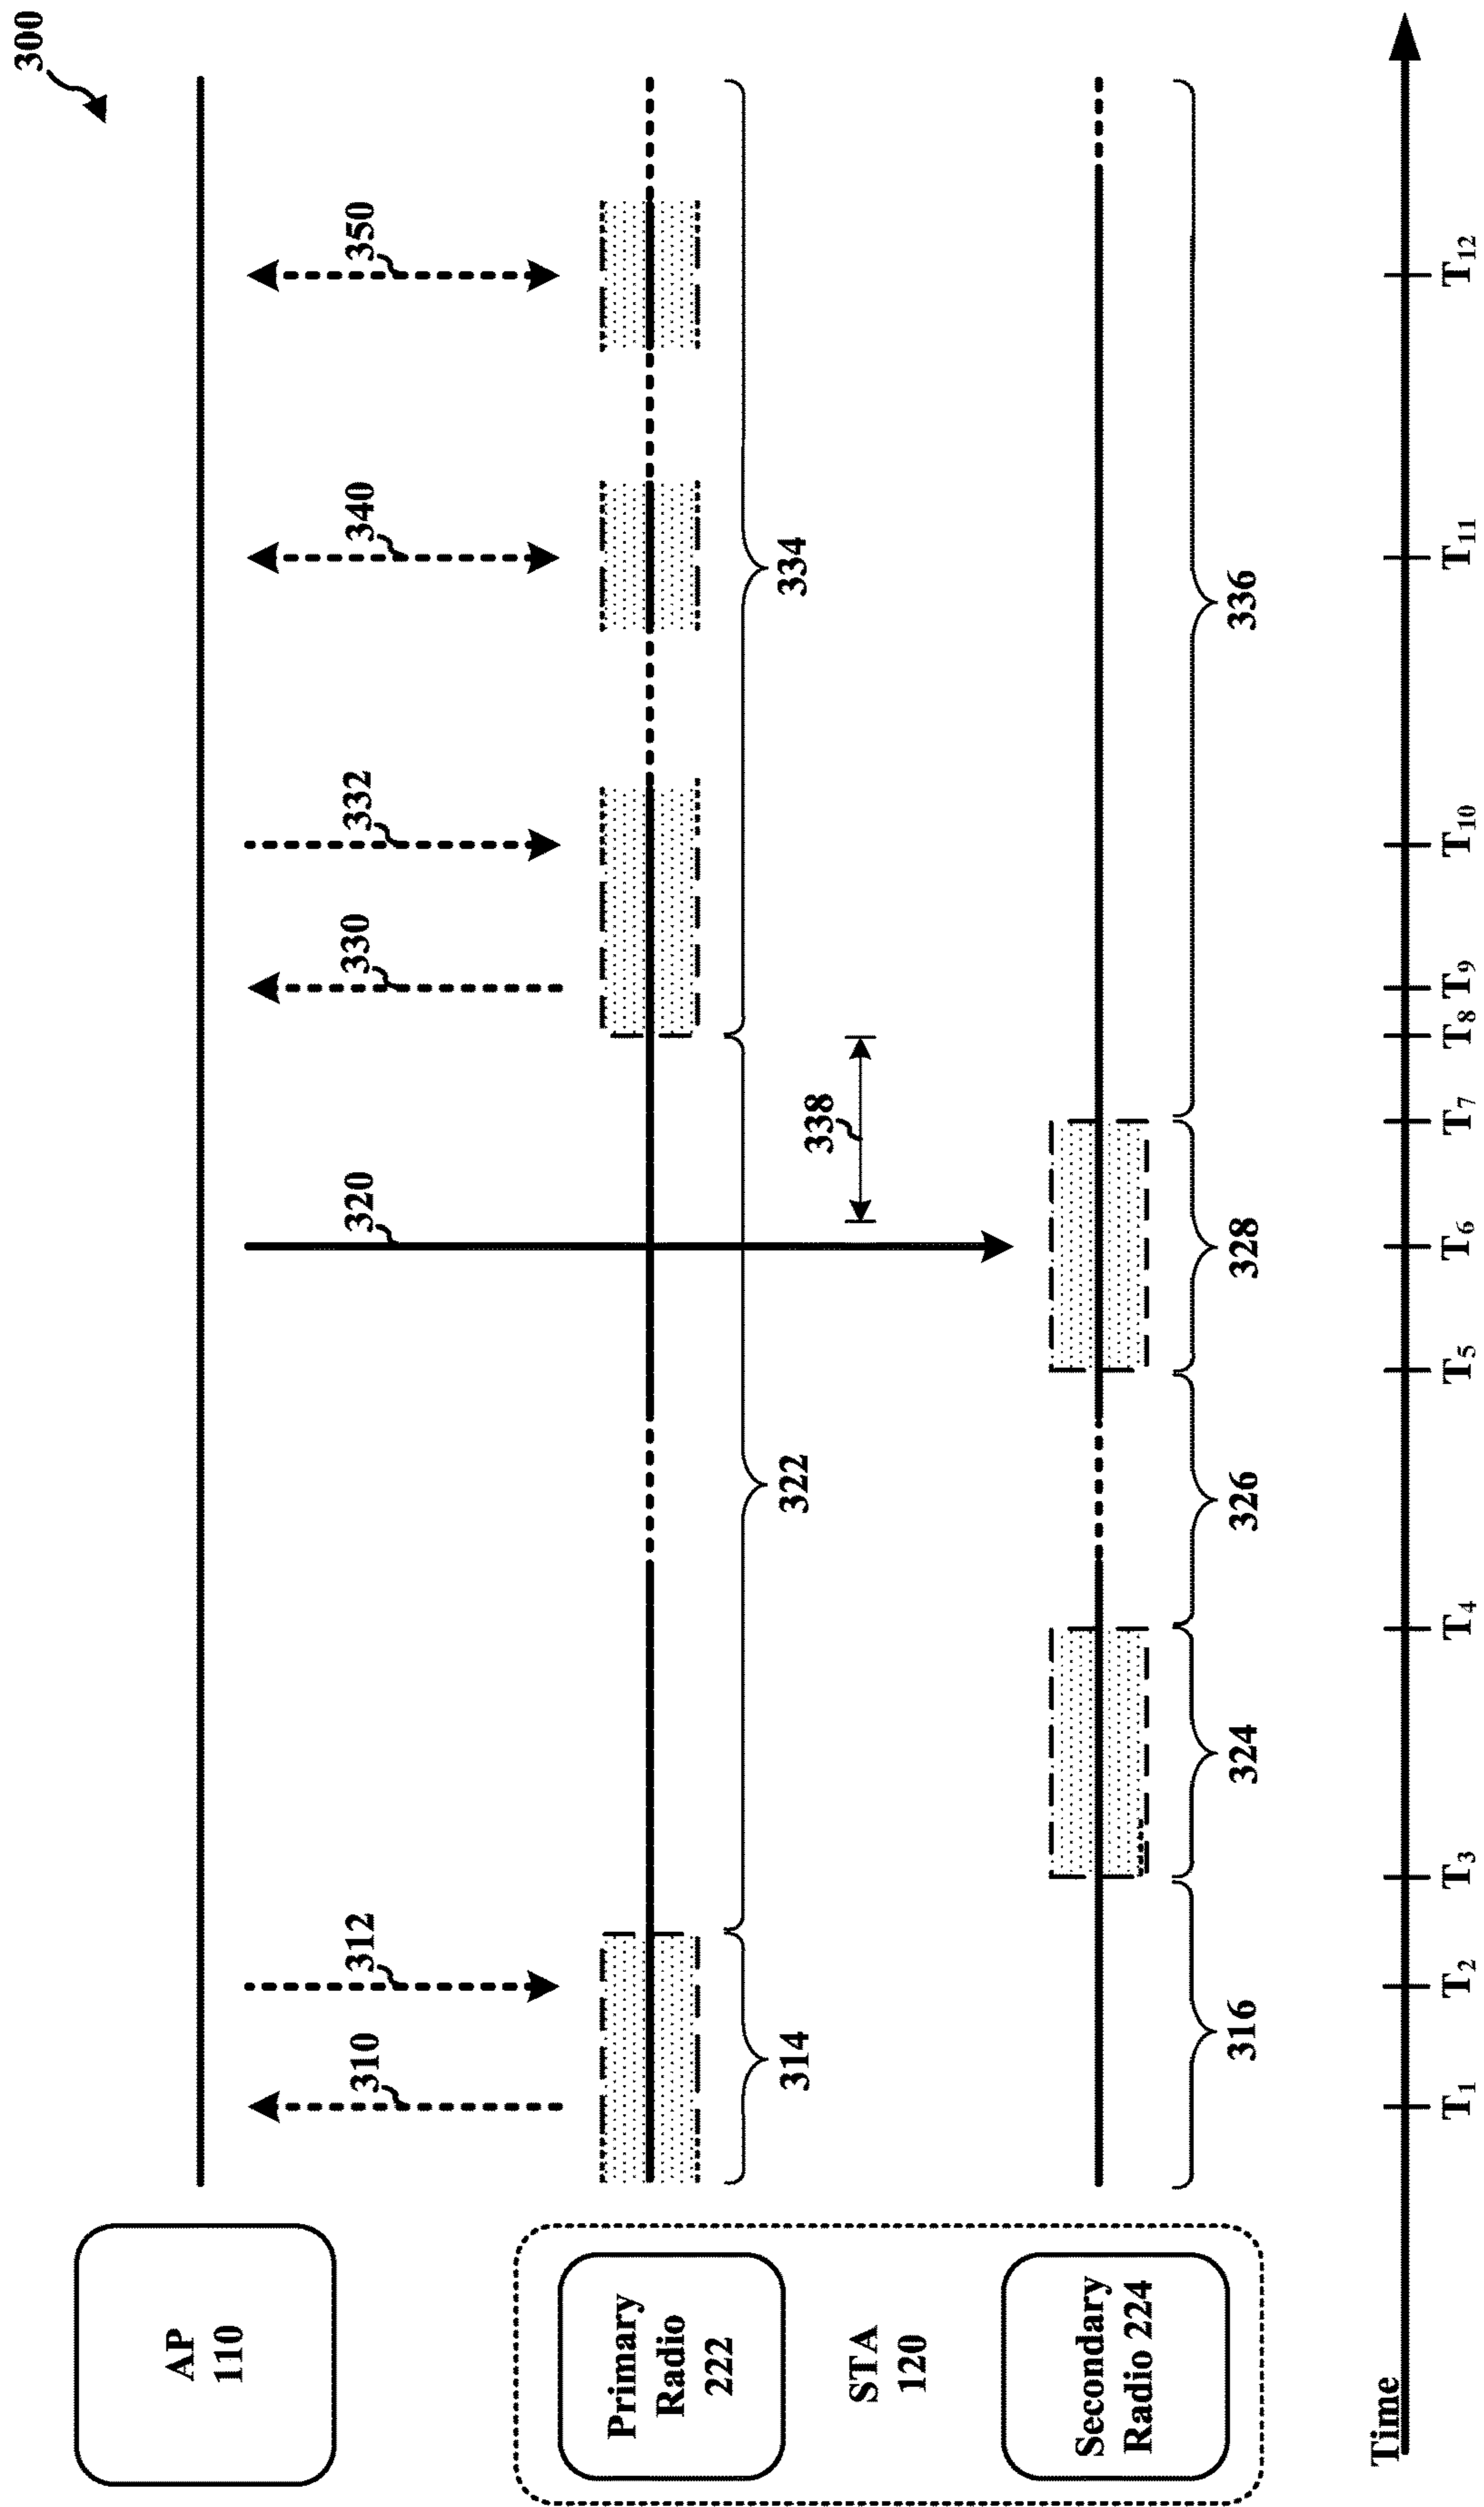 300
AP
110
Primary
Radio
222
STA
120
Secondary
Radio 224
310
312
320
330
332
340
350
314
322
334
338
316
324
326
328
336
Time
T1
T2
T3
T4
T5
T6
T7
T8
T9
T10
T11
T12